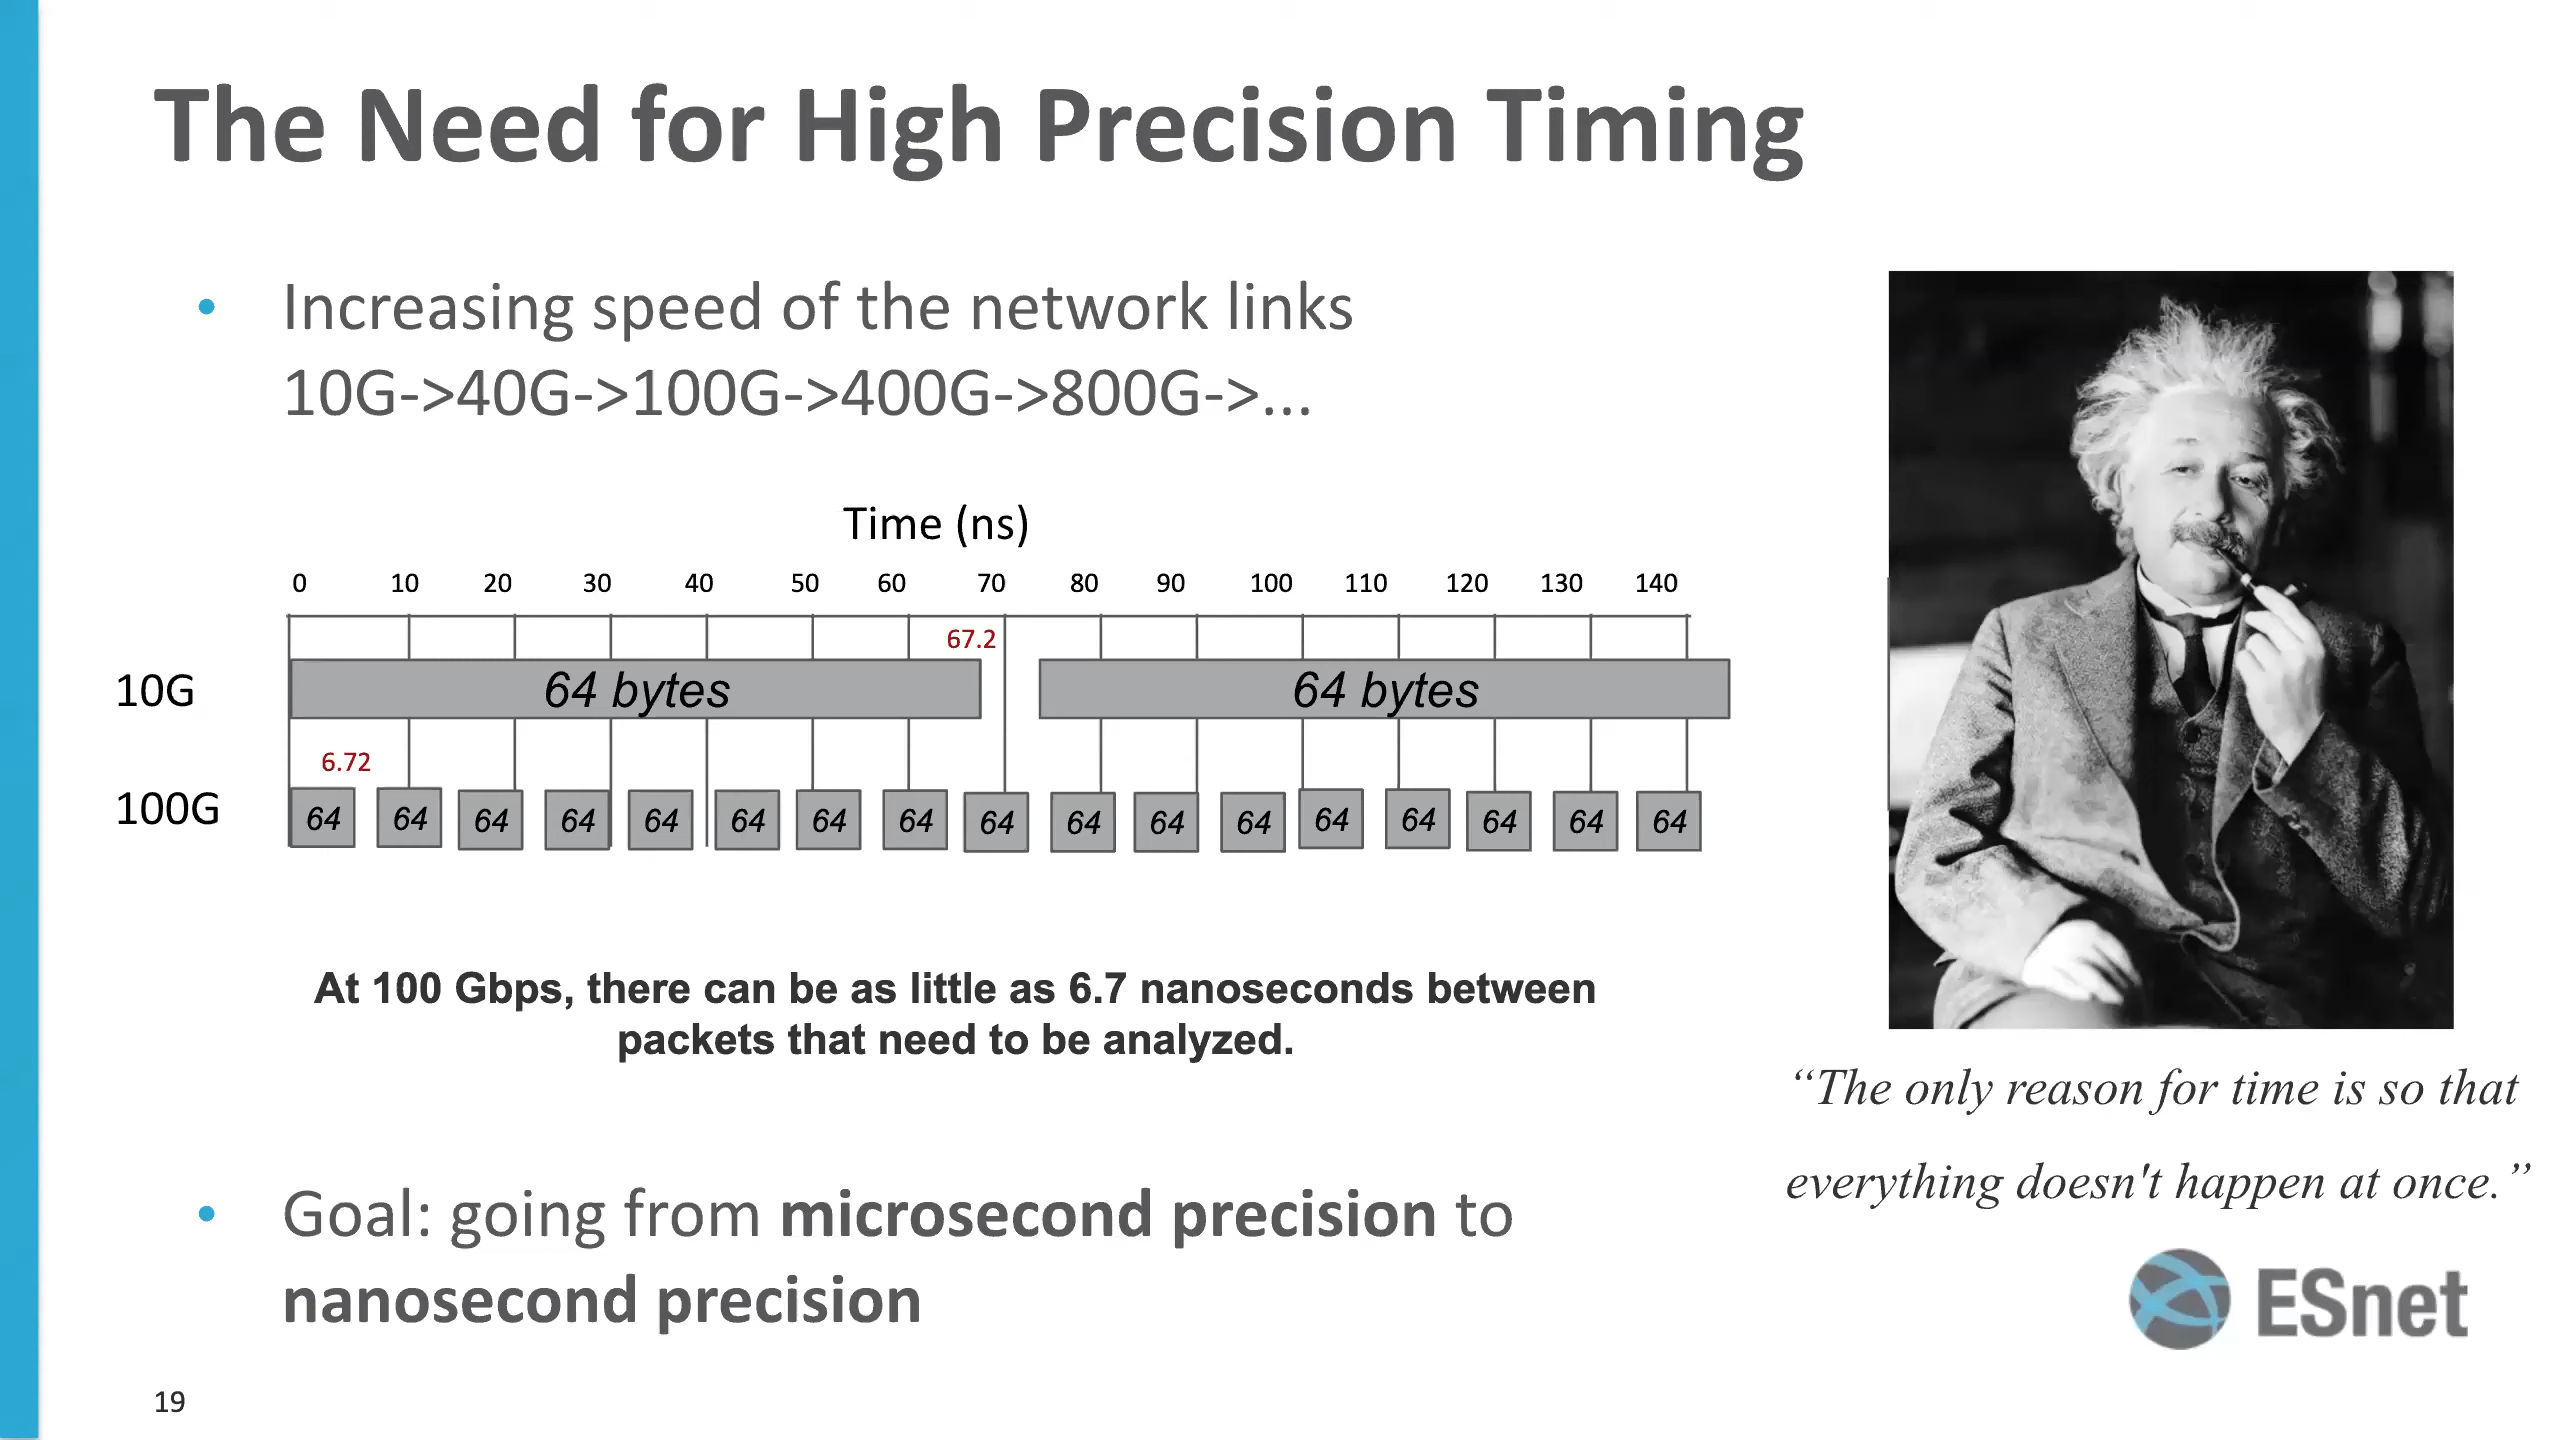 The Need for High Precision Timing
• Increasing speed of the network links
10G->40G->100G->400G->800G->...
Time (ns)
0 10 20 30 40 50 60 70 80 90 100 110 120 130 140
67.2
10G 64 bytes 64 bytes
6.72
100G 64 64 64 64 64 64 64 64 64 64 64 64 64 64 64 64 64
At 100 Gbps, there can be as little as 6.7 nanoseconds between
packets that need to be analyzed.
“The only reason for time is so that
everything doesn't happen at once.”
• Goal: going from microsecond precision to
nanosecond precision
ESnet
19